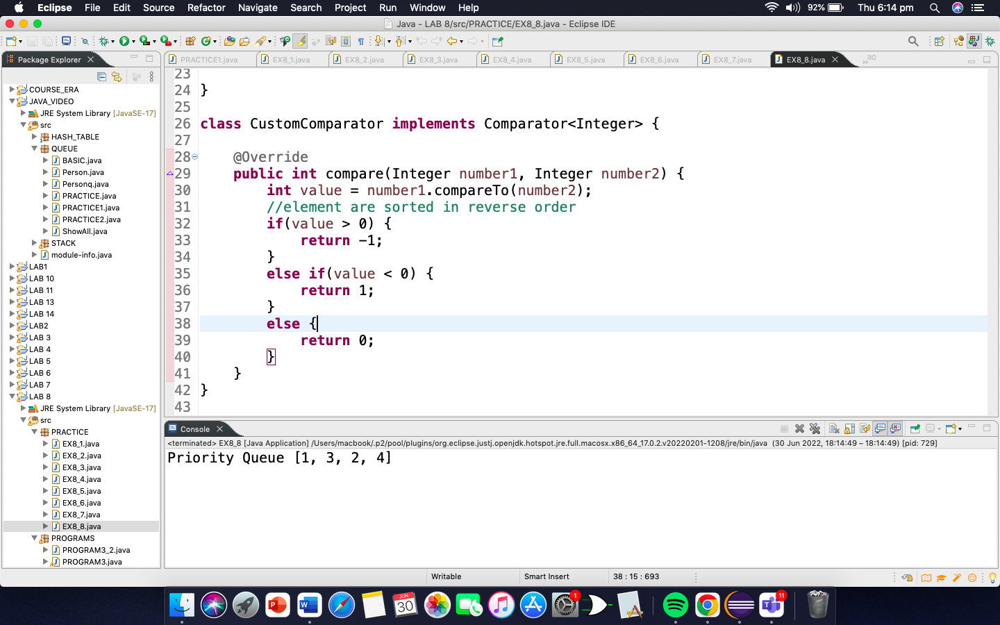 Eclipse File Edit Source Refactor Navigate Search Project Run Window Help 92% Thu 6:14 pm
Java - LAB 8/src/PRACTICE/EX8_8.java - Eclipse IDE
Package Explorer
COURSE_ERA
JAVA_VIDEO
JRE System Library [JavaSE-17]
src
HASH_TABLE
QUEUE
BASIC.java
Person.java
Personq.java
PRACTICE.java
PRACTICE1.java
PRACTICE2.java
ShowAll.java
STACK
module-info.java
LAB1
LAB 10
LAB 11
LAB 13
LAB 14
LAB2
LAB 3
LAB 4
LAB 5
LAB 6
LAB 7
LAB 8
JRE System Library [JavaSE-17]
src
PRACTICE
EX8_1.java
EX8_2.java
EX8_3.java
EX8_4.java
EX8_5.java
EX8_6.java
EX8_7.java
EX8_8.java
PROGRAMS
PROGRAM3_2.java
PROGRAM3.java
PRACTICE1.java EX8_1.java EX8_2.java EX8_3.java EX8_4.java EX8_5.java EX8_6.java EX8_7.java EX8_8.java »80
23
24 }
25
26 class CustomComparator implements Comparator<Integer> {
27
28 @Override
29 public int compare(Integer number1, Integer number2) {
30 int value = number1.compareTo(number2);
31 //element are sorted in reverse order
32 if(value > 0) {
33 return -1;
34 }
35 else if(value < 0) {
36 return 1;
37 }
38 else {
39 return 0;
40 }
41 }
42 }
43
Console
<terminated> EX8_8 [Java Application] /Users/macbook/.p2/pool/plugins/org.eclipse.justj.openjdk.hotspot.jre.full.macosx.x86_64_17.0.2.v20220201-1208/jre/bin/java (30 Jun 2022, 18:14:49 – 18:14:49) [pid: 729]
Priority Queue [1, 3, 2, 4]
Writable Smart Insert 38 : 15 : 693
JUN
30
1
11